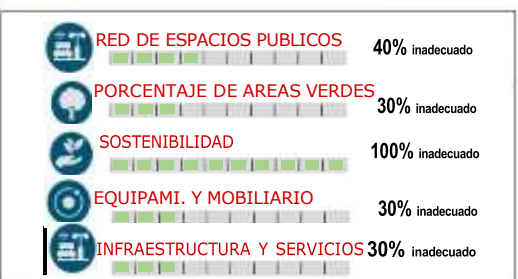 RED DE ESPACIOS PUBLICOS 40% inadecuado
PORCENTAJE DE AREAS VERDES 30% inadecuado
SOSTENIBILIDAD 100% inadecuado
EQUIPAMI. Y MOBILIARIO 30% inadecuado
INFRAESTRUCTURA Y SERVICIOS 30% inadecuado